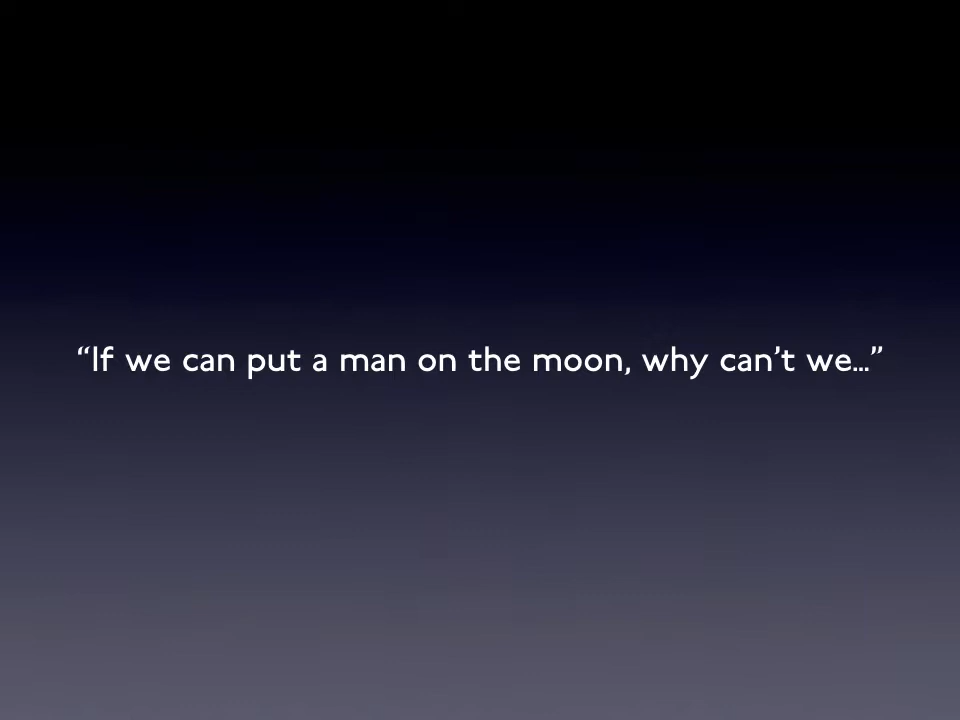 “If we can put a man on the moon, why can’t we...”